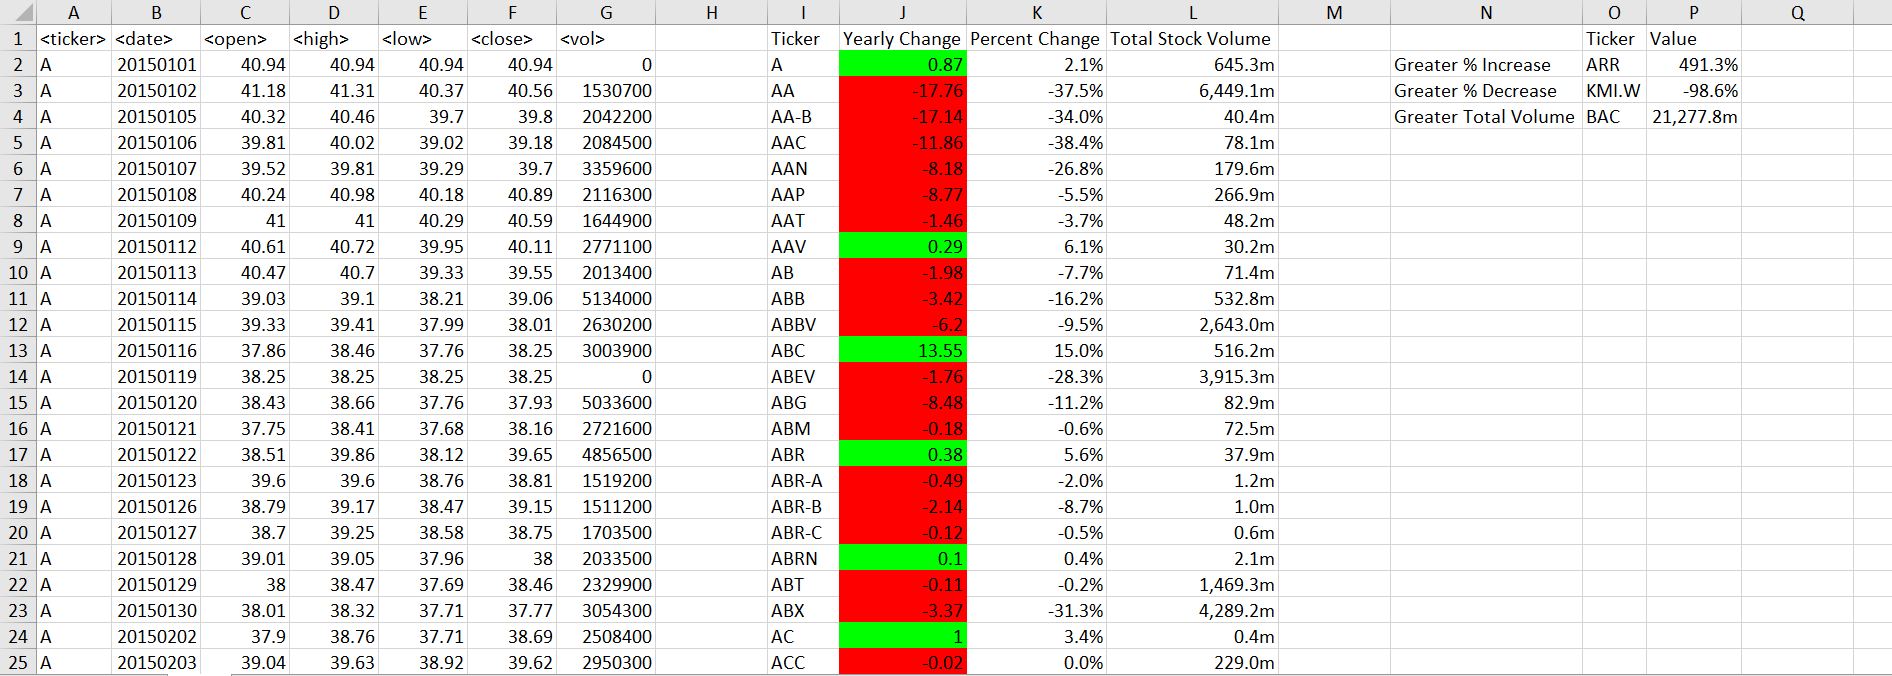 A B C D E F G H I J K L M N O P Q
1 <ticker> <date> <open> <high> <low> <close> <vol> Ticker Yearly Change Percent Change Total Stock Volume Ticker Value
2 A 20150101 40.94 40.94 40.94 40.94 0 A 0.87 2.1% 645.3m Greater % Increase ARR 491.3%
3 A 20150102 41.18 41.31 40.37 40.56 1530700 AA -17.76 -37.5% 6,449.1m Greater % Decrease KMI.W -98.6%
4 A 20150105 40.32 40.46 39.7 39.8 2042200 AA-B -17.14 -34.0% 40.4m Greater Total Volume BAC 21,277.8m
5 A 20150106 39.81 40.02 39.02 39.18 2084500 AAC -11.86 -38.4% 78.1m
6 A 20150107 39.52 39.81 39.29 39.7 3359600 AAN -8.18 -26.8% 179.6m
7 A 20150108 40.24 40.98 40.18 40.89 2116300 AAP -8.77 -5.5% 266.9m
8 A 20150109 41 41 40.29 40.59 1644900 AAT -1.46 -3.7% 48.2m
9 A 20150112 40.61 40.72 39.95 40.11 2771100 AAV 0.29 6.1% 30.2m
10 A 20150113 40.47 40.7 39.33 39.55 2013400 AB -1.98 -7.7% 71.4m
11 A 20150114 39.03 39.1 38.21 39.06 5134000 ABB -3.42 -16.2% 532.8m
12 A 20150115 39.33 39.41 37.99 38.01 2630200 ABBV -6.2 -9.5% 2,643.0m
13 A 20150116 37.86 38.46 37.76 38.25 3003900 ABC 13.55 15.0% 516.2m
14 A 20150119 38.25 38.25 38.25 38.25 0 ABEV -1.76 -28.3% 3,915.3m
15 A 20150120 38.43 38.66 37.76 37.93 5033600 ABG -8.48 -11.2% 82.9m
16 A 20150121 37.75 38.41 37.68 38.16 2721600 ABM -0.18 -0.6% 72.5m
17 A 20150122 38.51 39.86 38.12 39.65 4856500 ABR 0.38 5.6% 37.9m
18 A 20150123 39.6 39.6 38.76 38.81 1519200 ABR-A -0.49 -2.0% 1.2m
19 A 20150126 38.79 39.17 38.47 39.15 1511200 ABR-B -2.14 -8.7% 1.0m
20 A 20150127 38.7 39.25 38.58 38.75 1703500 ABR-C -0.12 -0.5% 0.6m
21 A 20150128 39.01 39.05 37.96 38 2033500 ABRN 0.1 0.4% 2.1m
22 A 20150129 38 38.47 37.69 38.46 2329900 ABT -0.11 -0.2% 1,469.3m
23 A 20150130 38.01 38.32 37.71 37.77 3054300 ABX -3.37 -31.3% 4,289.2m
24 A 20150202 37.9 38.76 37.71 38.69 2508400 AC 1 3.4% 0.4m
25 A 20150203 39.04 39.63 38.92 39.62 2950300 ACC -0.02 0.0% 229.0m